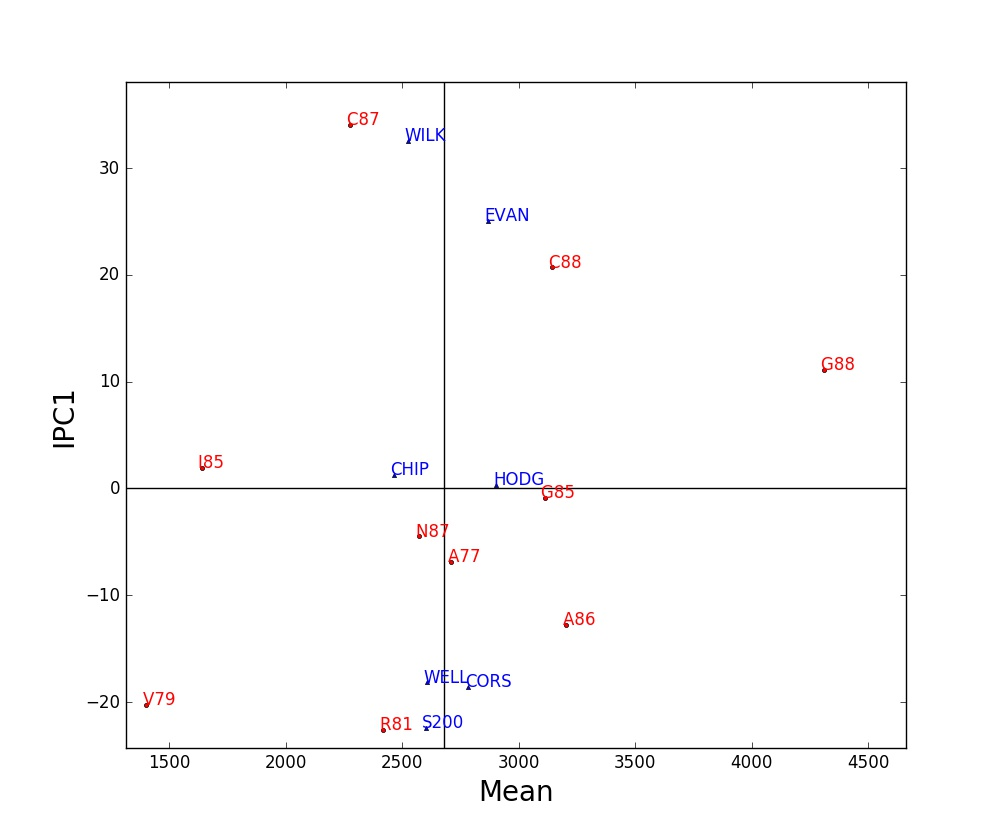 C87
WILK
EVAN
C88
G88
I85
CHIP
HODG
G85
N87
A77
A86
WELL
CORS
V79
R81
S200
30
20
10
0
−10
−20
IPC1
1500 2000 2500 3000 3500 4000 4500
Mean